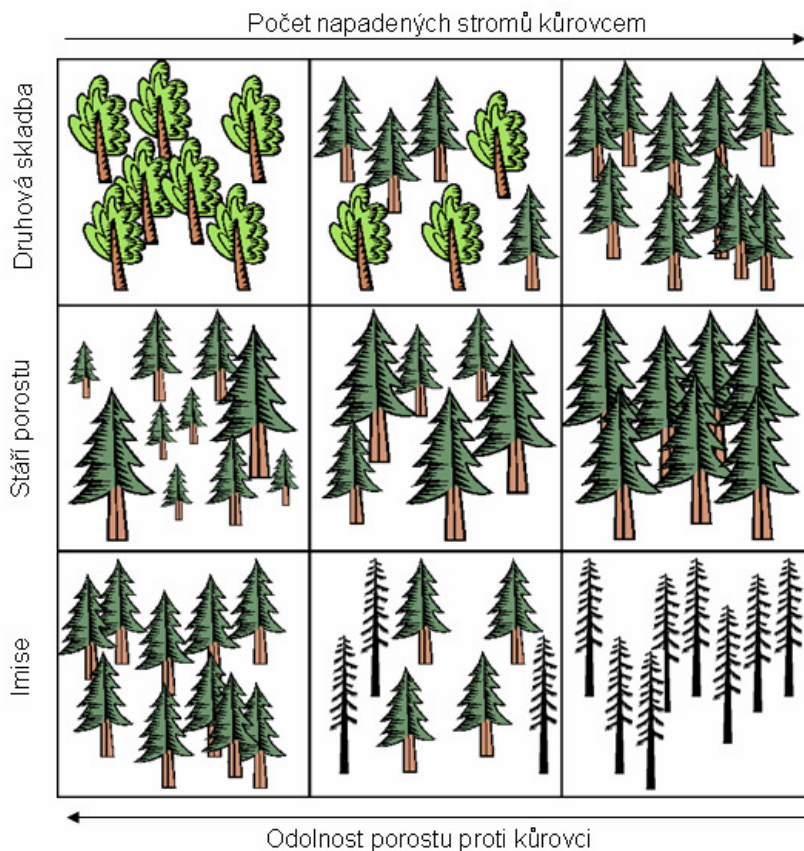 Počet napadených stromů kůrovcem
Druhová skladba
Stáří porostu
Imise
Odolnost porostu proti kůrovci